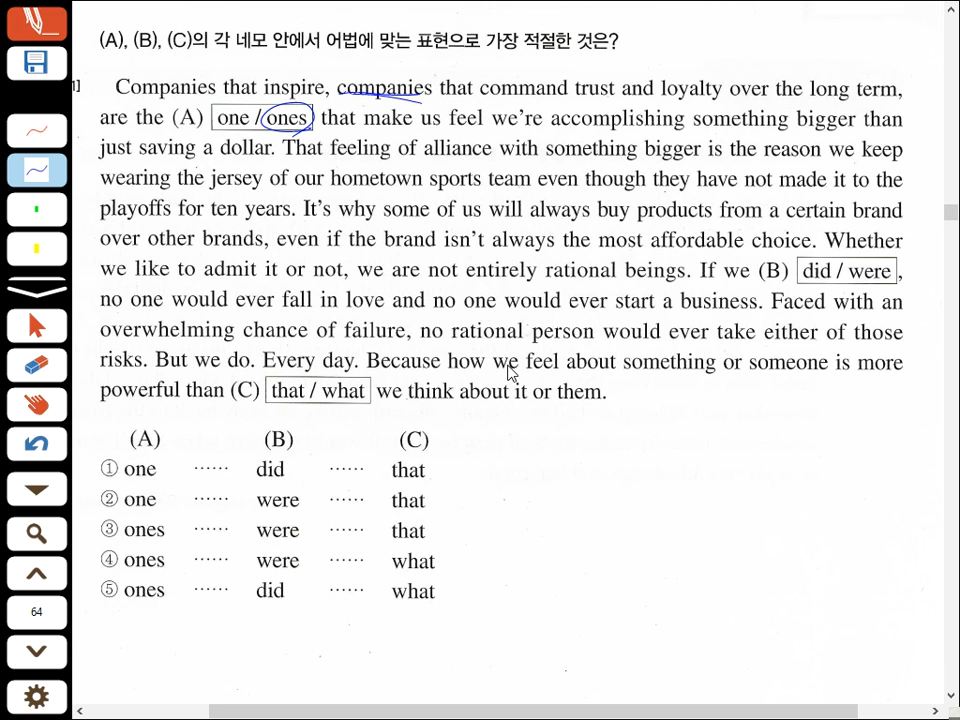 (A), (B), (C)의 각 네모 안에서 어법에 맞는 표현으로 가장 적절한 것은?
1]
Companies that inspire, companies that command trust and loyalty over the long term,
are the (A) one / ones that make us feel we're accomplishing something bigger than
just saving a dollar. That feeling of alliance with something bigger is the reason we keep
wearing the jersey of our hometown sports team even though they have not made it to the
playoffs for ten years. It's why some of us will always buy products from a certain brand
over other brands, even if the brand isn't always the most affordable choice. Whether
we like to admit it or not, we are not entirely rational beings. If we (B) did / were,
no one would ever fall in love and no one would ever start a business. Faced with an
overwhelming chance of failure, no rational person would ever take either of those
risks. But we do. Every day. Because how we feel about something or someone is more
powerful than (C) that / what we think about it or them.
(A) (B) (C)
① one ······ did ······ that
② one ······ were ······ that
③ ones ······ were ······ that
④ ones ······ were ······ what
⑤ ones ······ did ······ what
64